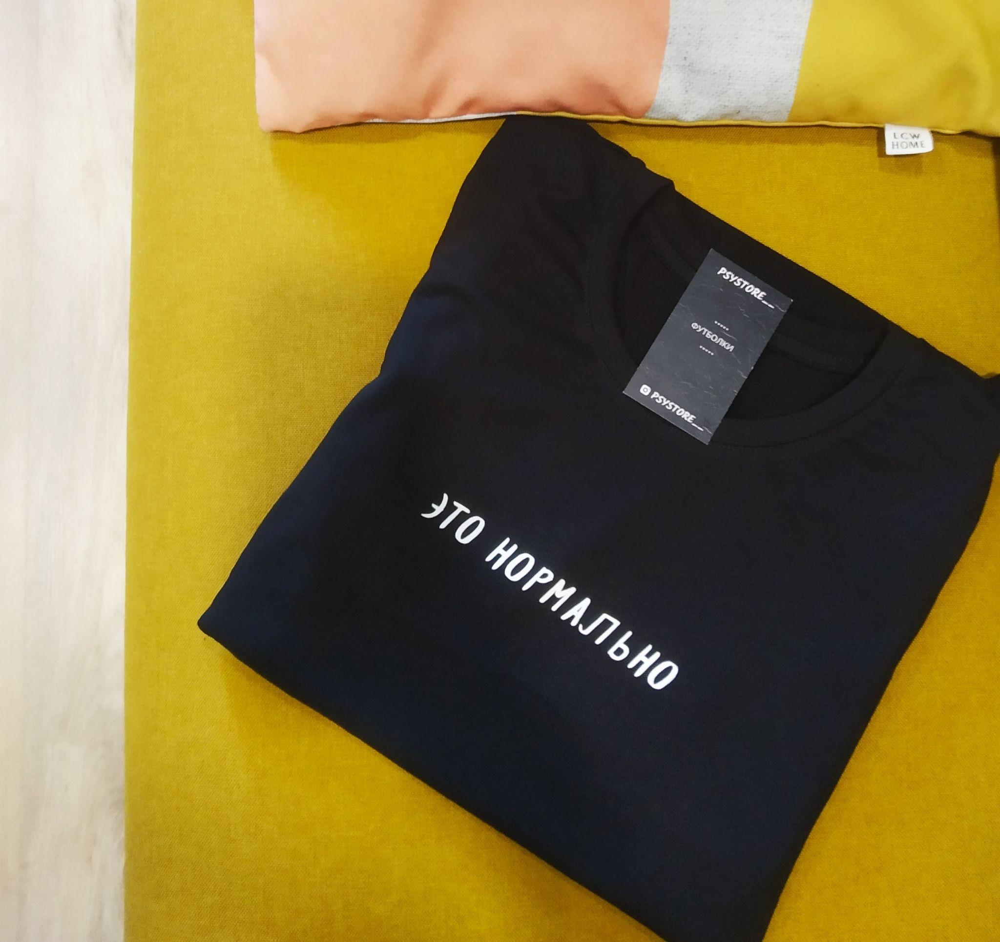 LCW
HOME
PSYSTORE__
•••••
ФУТБОЛКИ
•••••
PSYSTORE__
ЭТО НОРМАЛЬНО